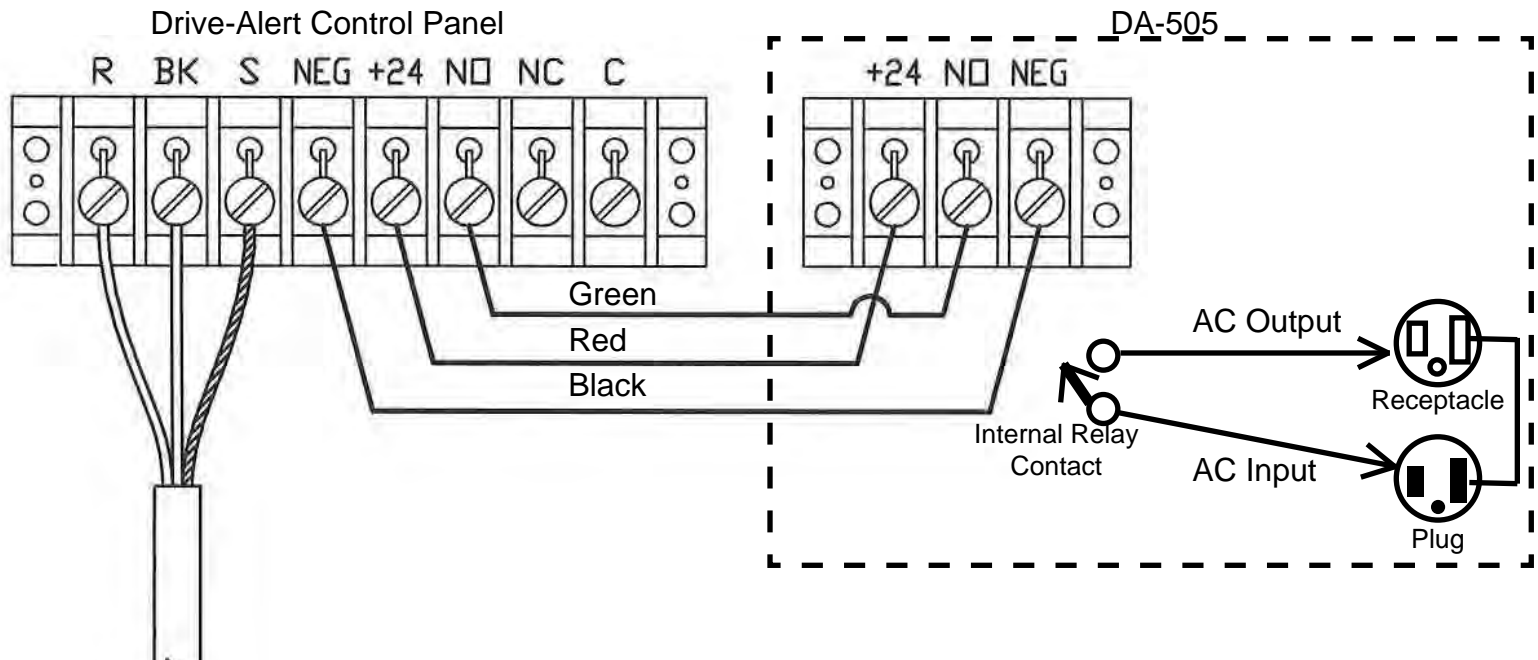 Drive-Alert Control Panel
DA-505
R BK S NEG +24 NO NC C
+24 NO NEG
Green
Red
Black
AC Output
Receptacle
Internal Relay
Contact
AC Input
Plug